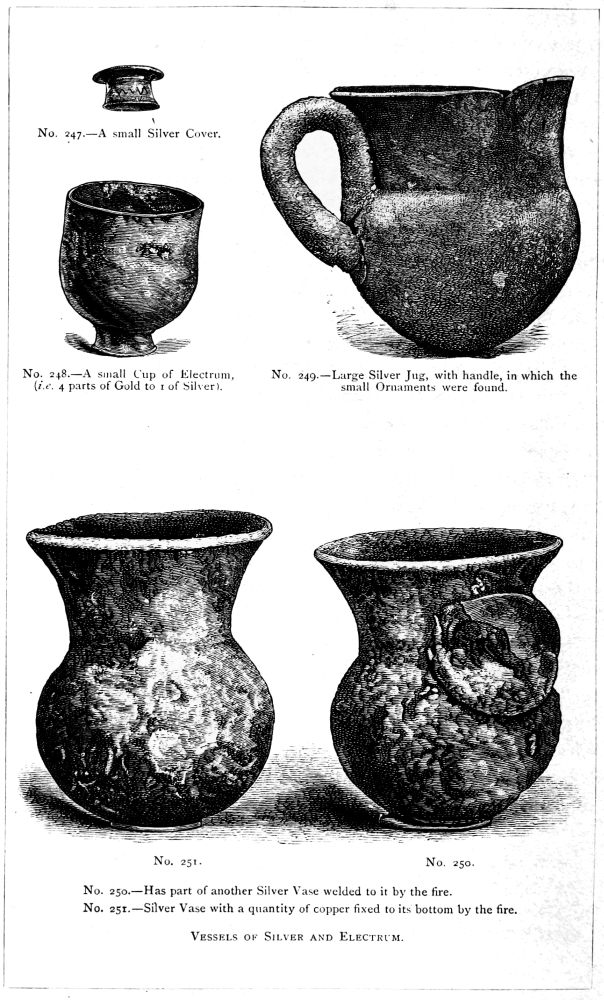 No. 247.—A small Silver Cover.
No. 248.—A small Cup of Electrum,
(i.e. 4 parts of Gold to 1 of Silver).
No. 249.—Large Silver Jug, with handle, in which the
small Ornaments were found.
No. 251.
No. 250.
No. 250.—Has part of another Silver Vase welded to it by the fire.
No. 251.—Silver Vase with a quantity of copper fixed to its bottom by the fire.
VESSELS OF SILVER AND ELECTRUM.